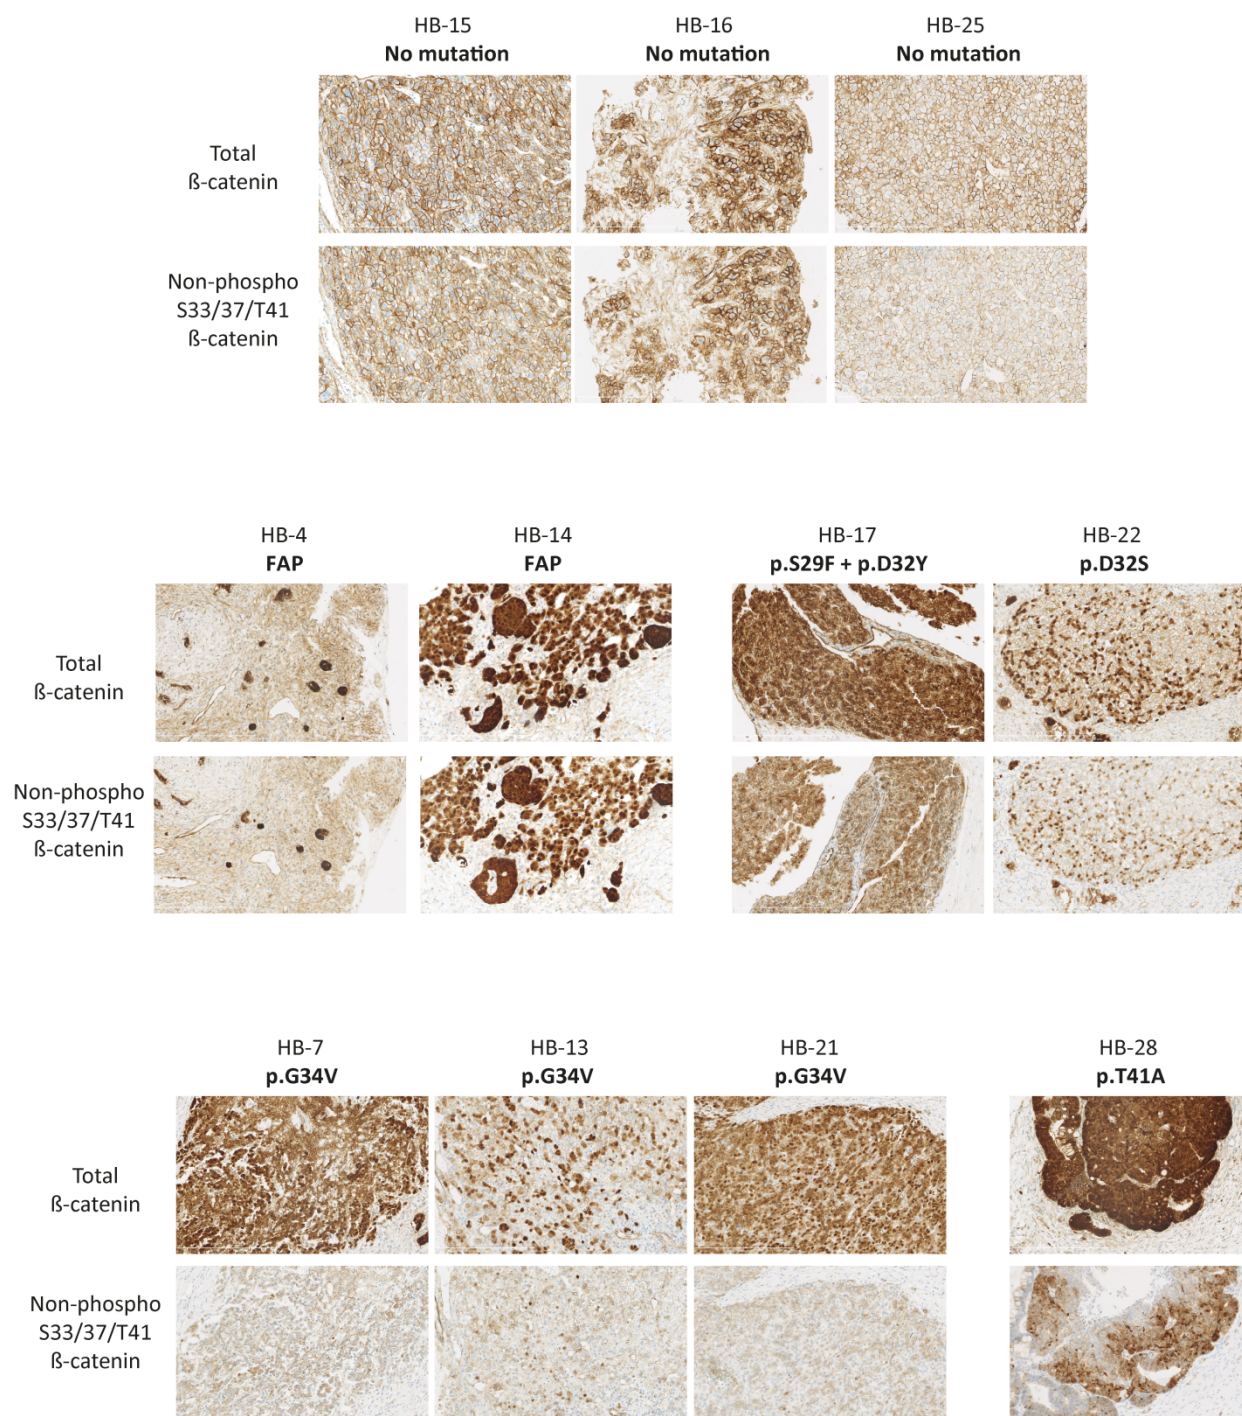 HB-15 HB-16 HB-25
No mutation No mutation No mutation
Total
ß-catenin
Non-phospho
S33/37/T41
ß-catenin
HB-4 HB-14 HB-17 HB-22
FAP FAP p.S29F + p.D32Y p.D32S
Total
ß-catenin
Non-phospho
S33/37/T41
ß-catenin
HB-7 HB-13 HB-21 HB-28
p.G34V p.G34V p.G34V p.T41A
Total
ß-catenin
Non-phospho
S33/37/T41
ß-catenin